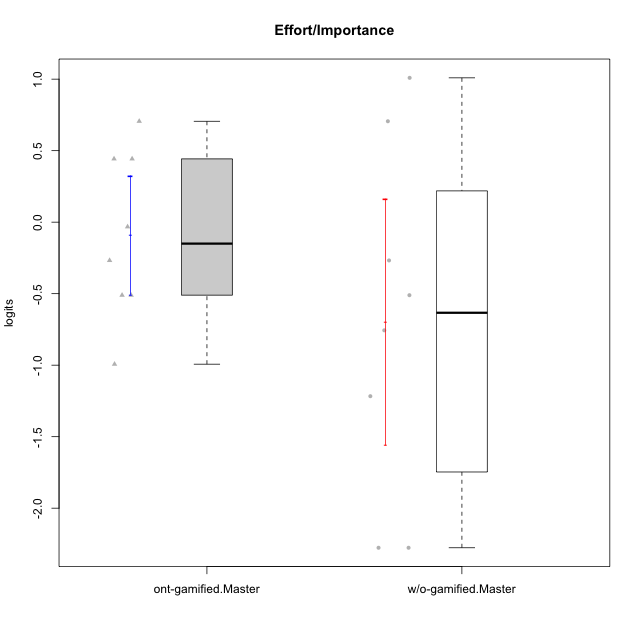 Effort/Importance
logits
1.0
0.5
0.0
-0.5
-1.0
-1.5
-2.0
ont-gamified.Master
w/o-gamified.Master